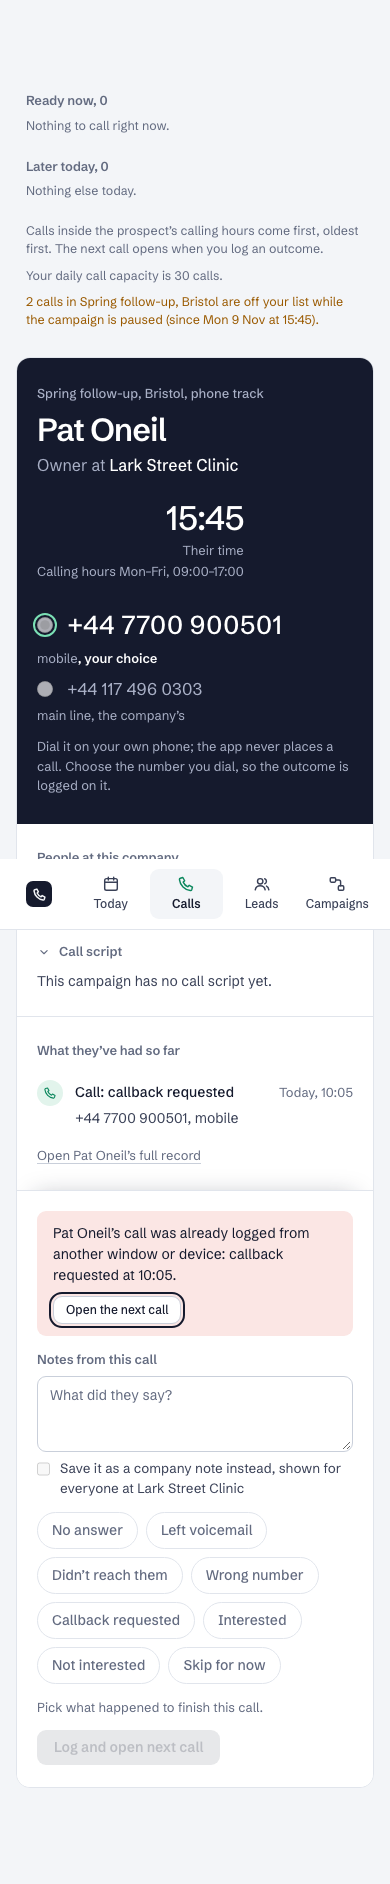 Ready now, 0
Nothing to call right now.
Later today, 0
Nothing else today.
Calls inside the prospect's calling hours come first, oldest
first. The next call opens when you log an outcome.
Your daily call capacity is 30 calls.
2 calls in Spring follow-up, Bristol are off your list while
the campaign is paused (since Mon 9 Nov at 15:45).
Spring follow-up, Bristol, phone track
Pat Oneil
Owner at Lark Street Clinic
15:45
Their time
Calling hours Mon–Fri, 09:00–17:00
+44 7700 900501
mobile, your choice
+44 117 496 0303
main line, the company's
Dial it on your own phone; the app never places a
call. Choose the number you dial, so the outcome is
logged on it.
People at this company
Today
Calls
Leads
Campaigns
Call script
This campaign has no call script yet.
What they've had so far
Call: callback requested Today, 10:05
+44 7700 900501, mobile
Open Pat Oneil's full record
Pat Oneil's call was already logged from
another window or device: callback
requested at 10:05.
Open the next call
Notes from this call
What did they say?
Save it as a company note instead, shown for
everyone at Lark Street Clinic
No answer Left voicemail
Didn't reach them Wrong number
Callback requested Interested
Not interested Skip for now
Pick what happened to finish this call.
Log and open next call